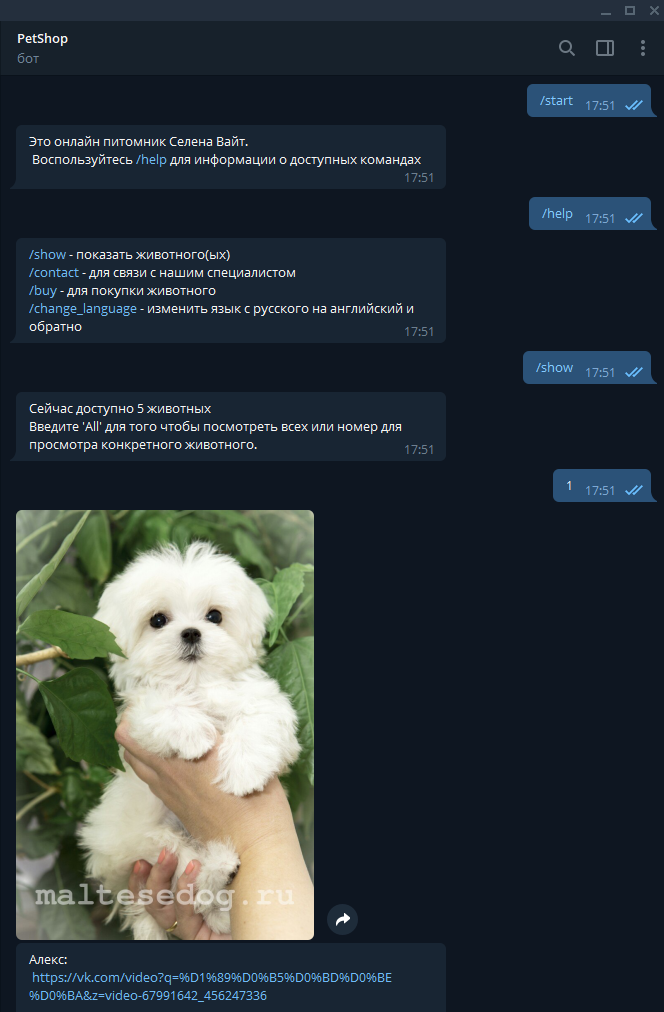 PetShop
бот
/start 17:51
Это онлайн питомник Селена Вайт.
Воспользуйтесь /help для информации о доступных командах
17:51
/help 17:51
/show - показать животного(ых)
/contact - для связи с нашим специалистом
/buy - для покупки животного
/change_language - изменить язык с русского на английский и
обратно 17:51
/show 17:51
Сейчас доступно 5 животных
Введите 'All' для того чтобы посмотреть всех или номер для
просмотра конкретного животного. 17:51
1 17:51
maltesedog.ru
Алекс:
https://vk.com/video?q=%D1%89%D0%B5%D0%BD%D0%BE
%D0%BA&z=video-67991642_456247336